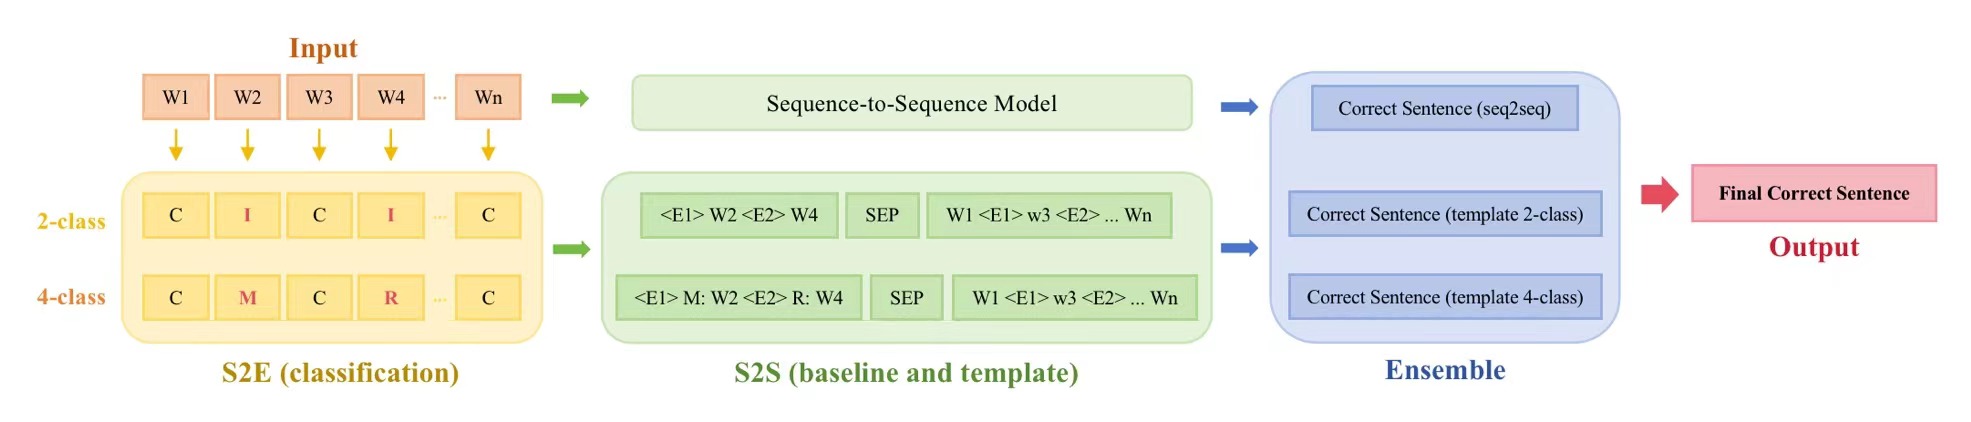 Input
W1 W2 W3 W4 ... Wn
Sequence-to-Sequence Model
Correct Sentence (seq2seq)
2-class
C I C I ... C
<E1> W2 <E2> W4 SEP W1 <E1> w3 <E2> ... Wn
Correct Sentence (template 2-class)
Final Correct Sentence
Output
4-class
C M C R ... C
<E1> M: W2 <E2> R: W4 SEP W1 <E1> w3 <E2> ... Wn
Correct Sentence (template 4-class)
S2E (classification)
S2S (baseline and template)
Ensemble